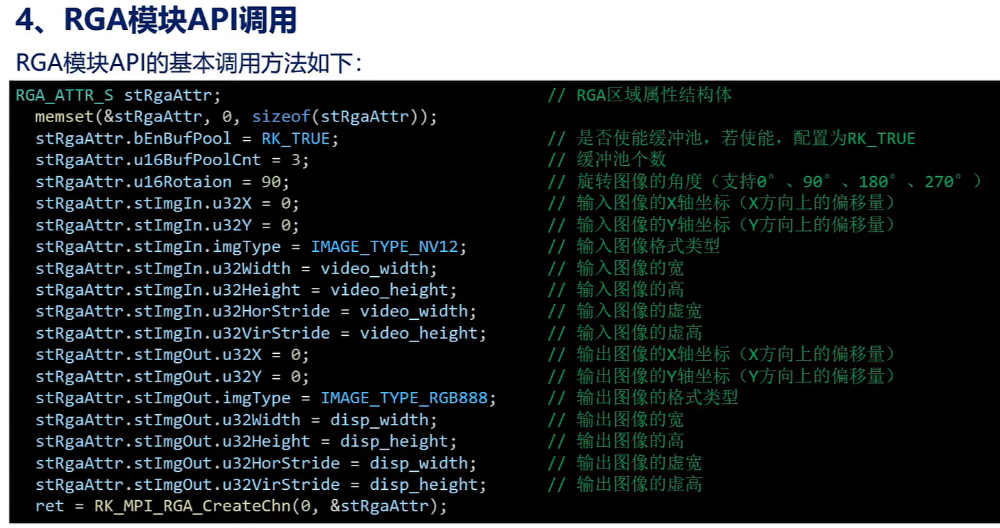 4、RGA模块API调用
RGA模块API的基本调用方法如下：
RGA_ATTR_S stRgaAttr; // RGA区域属性结构体
memset(&stRgaAttr, 0, sizeof(stRgaAttr));
stRgaAttr.bEnBufPool = RK_TRUE; // 是否使能缓冲池，若使能，配置为RK_TRUE
stRgaAttr.u16BufPoolCnt = 3; // 缓冲池个数
stRgaAttr.u16Rotaion = 90; // 旋转图像的角度（支持0°、90°、180°、270°）
stRgaAttr.stImgIn.u32X = 0; // 输入图像的X轴坐标（X方向上的偏移量）
stRgaAttr.stImgIn.u32Y = 0; // 输入图像的Y轴坐标（Y方向上的偏移量）
stRgaAttr.stImgIn.imgType = IMAGE_TYPE_NV12; // 输入图像格式类型
stRgaAttr.stImgIn.u32Width = video_width; // 输入图像的宽
stRgaAttr.stImgIn.u32Height = video_height; // 输入图像的高
stRgaAttr.stImgIn.u32HorStride = video_width; // 输入图像的虚宽
stRgaAttr.stImgIn.u32VirStride = video_height; // 输入图像的虚高
stRgaAttr.stImgOut.u32X = 0; // 输出图像的X轴坐标（X方向上的偏移量）
stRgaAttr.stImgOut.u32Y = 0; // 输出图像的Y轴坐标（Y方向上的偏移量）
stRgaAttr.stImgOut.imgType = IMAGE_TYPE_RGB888; // 输出图像的格式类型
stRgaAttr.stImgOut.u32Width = disp_width; // 输出图像的宽
stRgaAttr.stImgOut.u32Height = disp_height; // 输出图像的高
stRgaAttr.stImgOut.u32HorStride = disp_width; // 输出图像的虚宽
stRgaAttr.stImgOut.u32VirStride = disp_height; // 输出图像的虚高
ret = RK_MPI_RGA_CreateChn(0, &stRgaAttr);